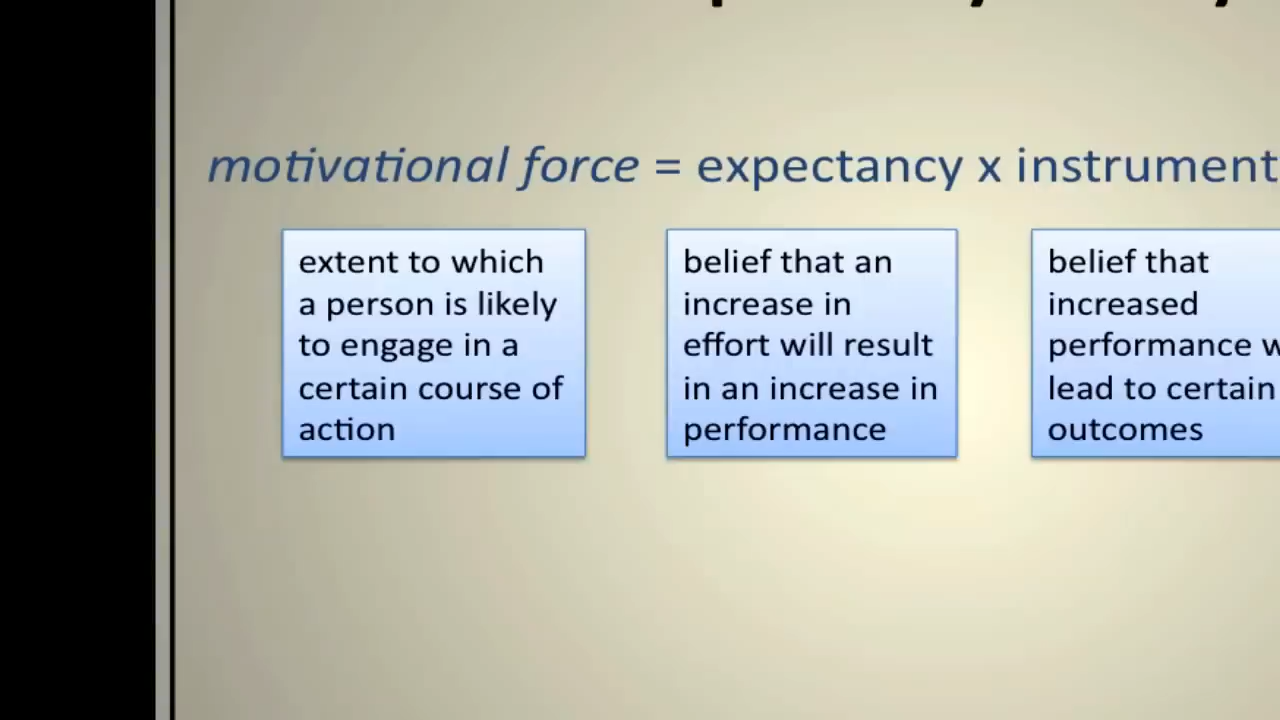 motivational force = expectancy x instrument
extent to which
a person is likely
to engage in a
certain course of
action
belief that an
increase in
effort will result
in an increase in
performance
belief that
increased
performance w
lead to certain
outcomes